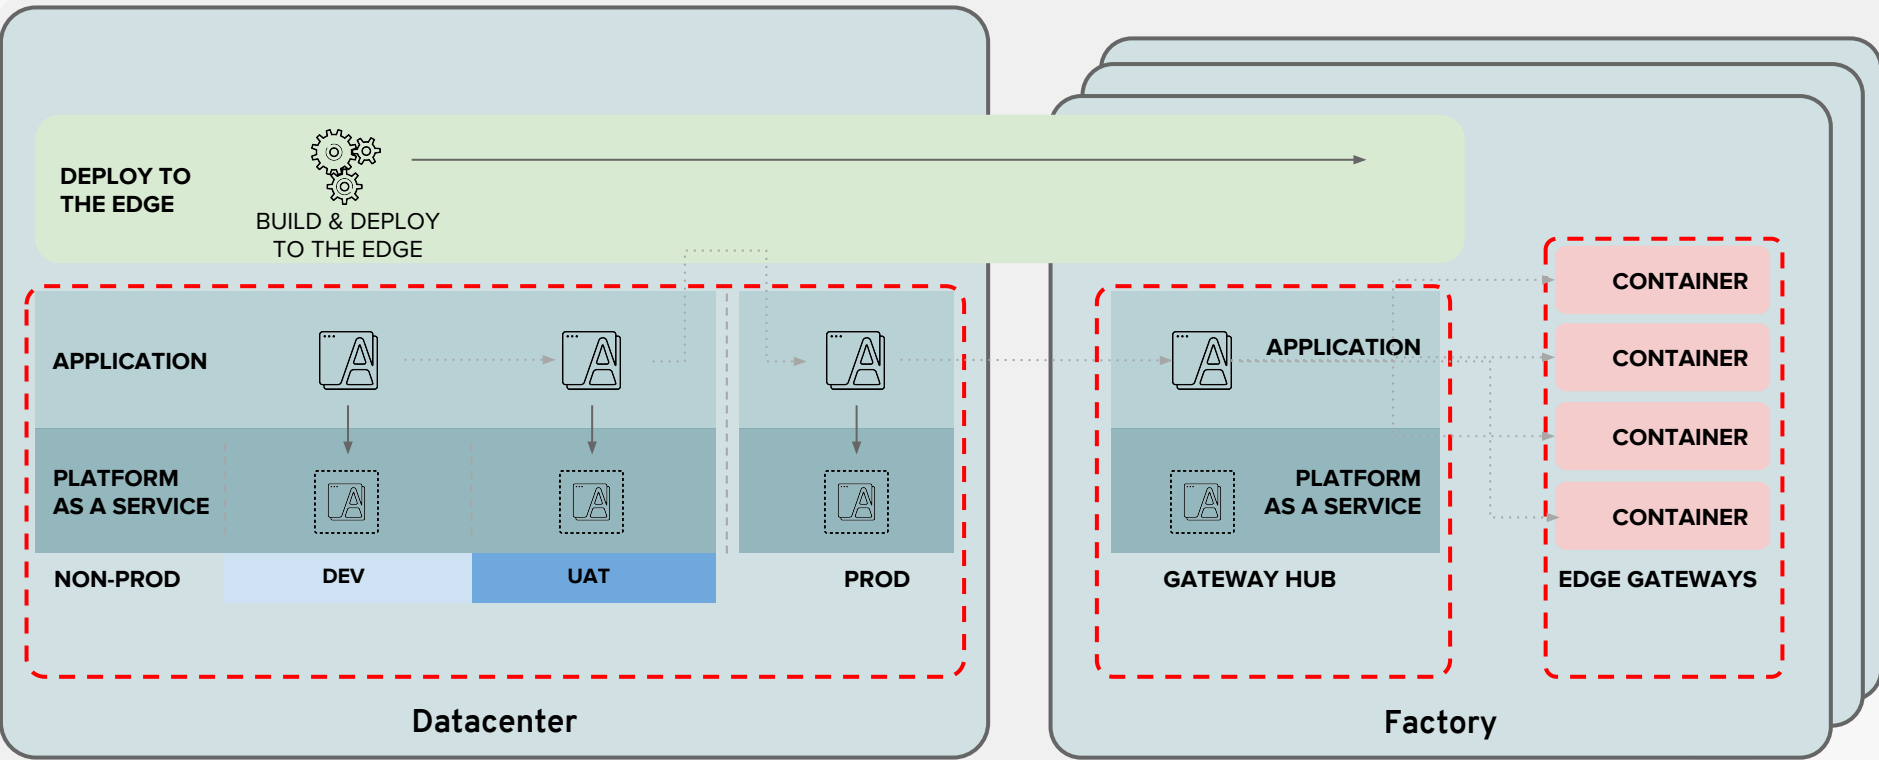 DEPLOY TO
THE EDGE
BUILD & DEPLOY
TO THE EDGE
APPLICATION
PLATFORM
AS A SERVICE
NON-PROD
DEV
UAT
PROD
Datacenter
APPLICATION
PLATFORM
AS A SERVICE
GATEWAY HUB
CONTAINER
CONTAINER
CONTAINER
CONTAINER
EDGE GATEWAYS
Factory